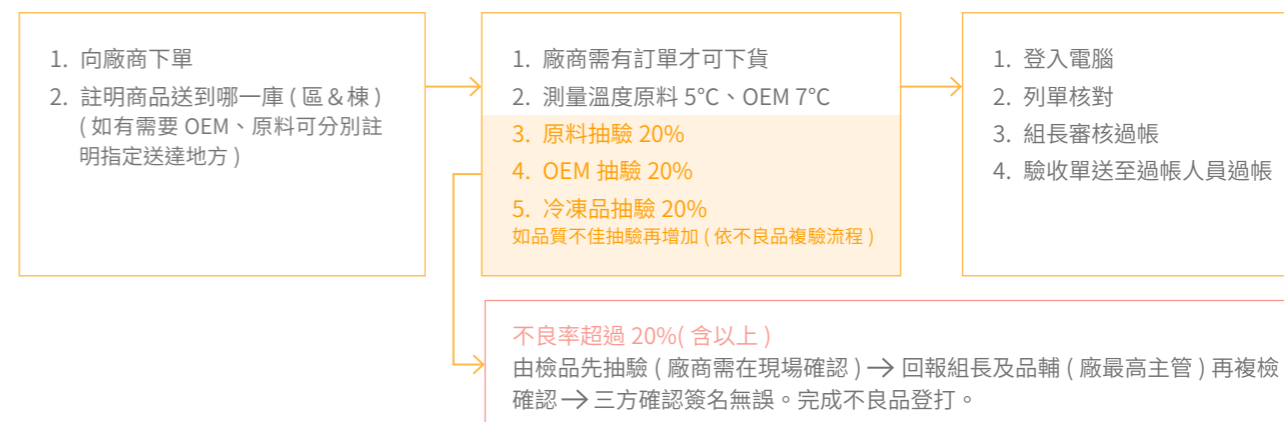 1. 向廠商下單
2. 註明商品送到哪一庫 ( 區＆棟 )
( 如有需要 OEM、原料可分別註
明指定送達地方 )
1. 廠商需有訂單才可下貨
2. 測量溫度原料 5°C、OEM 7°C
3. 原料抽驗 20%
4. OEM 抽驗 20%
5. 冷凍品抽驗 20%
如品質不佳抽驗再增加 ( 依不良品複驗流程 )
1. 登入電腦
2. 列單核對
3. 組長審核過帳
4. 驗收單送至過帳人員過帳
不良率超過 20%( 含以上 )
由檢品先抽驗 ( 廠商需在現場確認 ) → 回報組長及品輔 ( 廠最高主管 ) 再複檢
確認 → 三方確認簽名無誤。完成不良品登打。